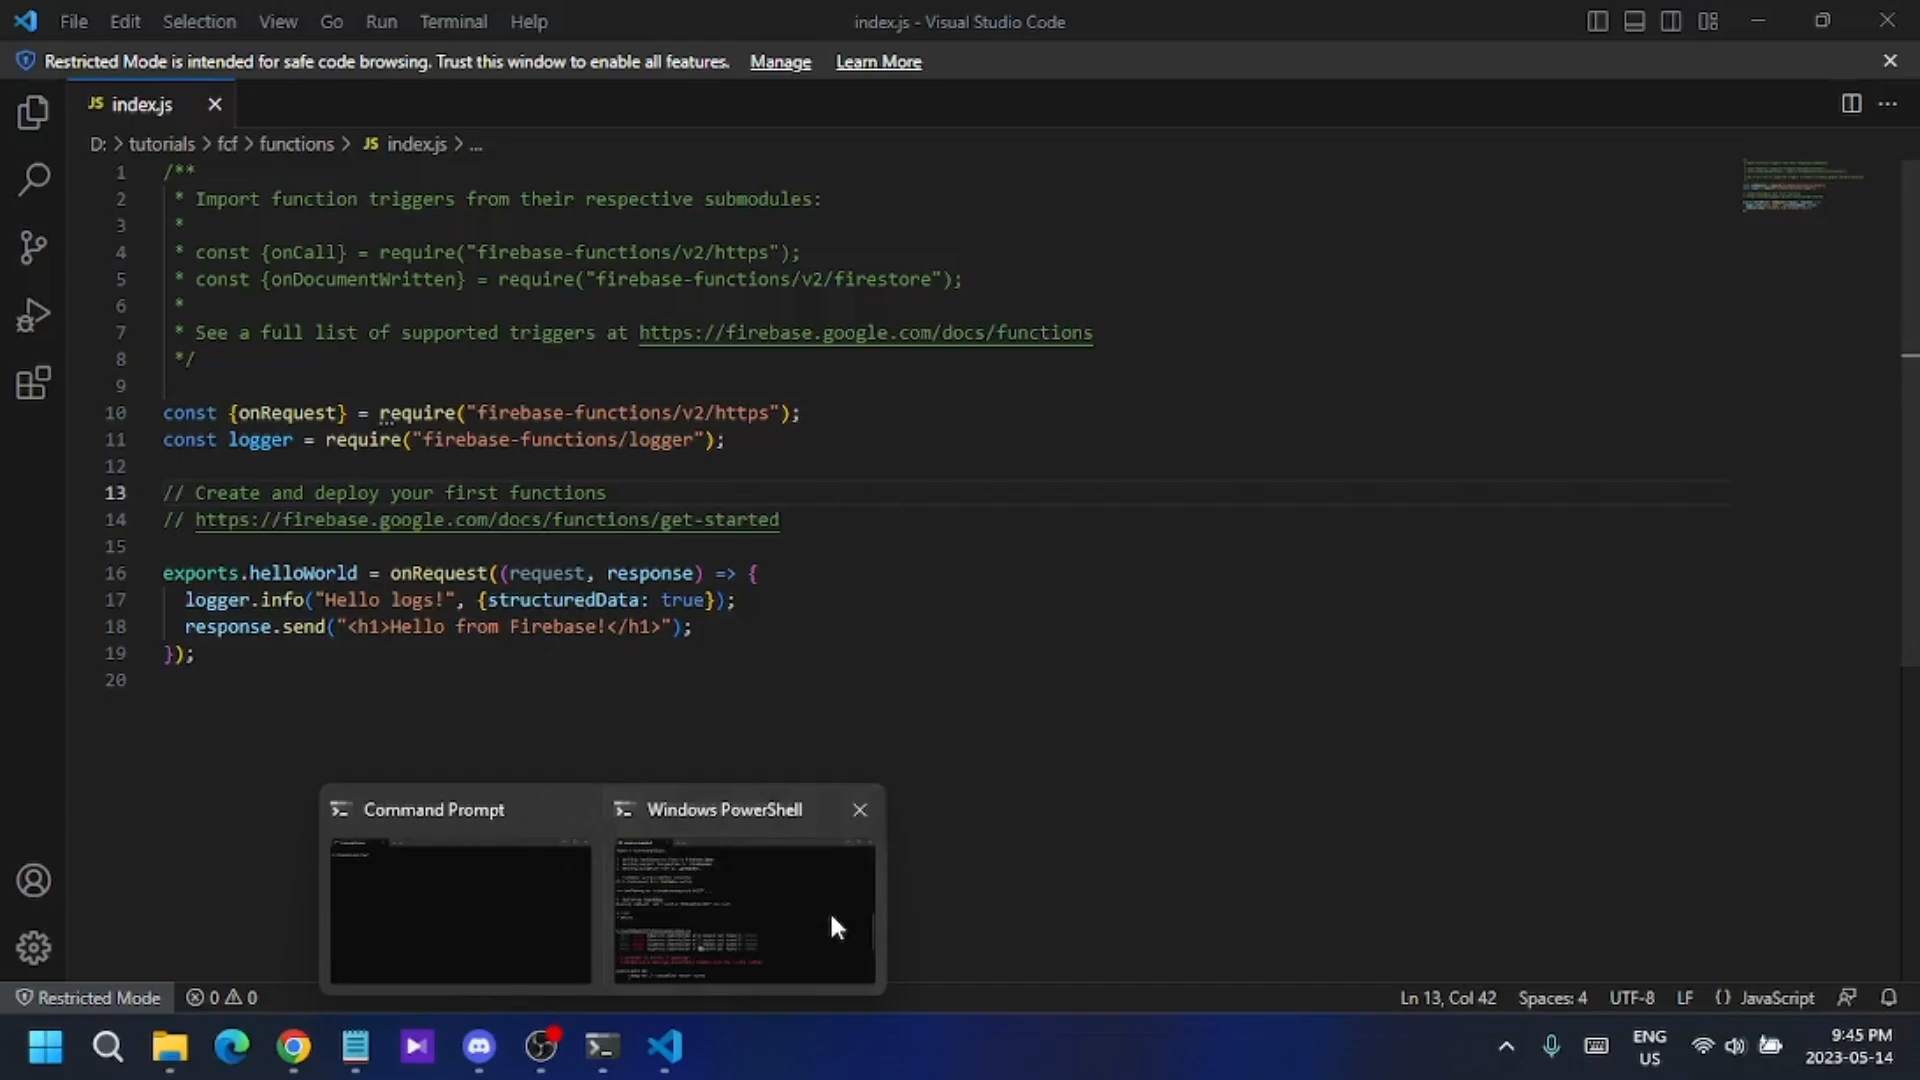 File Edit Selection View Go Run Terminal Help
index.js - Visual Studio Code
Restricted Mode is intended for safe code browsing. Trust this window to enable all features. Manage Learn More
JS index.js
D: > tutorials > fcf > functions > JS index.js > ...
1 /**
2 * Import function triggers from their respective submodules:
3 *
4 * const {onCall} = require("firebase-functions/v2/https");
5 * const {onDocumentWritten} = require("firebase-functions/v2/firestore");
6 *
7 * See a full list of supported triggers at https://firebase.google.com/docs/functions
8 */
9
10 const {onRequest} = require("firebase-functions/v2/https");
11 const logger = require("firebase-functions/logger");
12
13 // Create and deploy your first functions
14 // https://firebase.google.com/docs/functions/get-started
15
16 exports.helloWorld = onRequest((request, response) => {
17 logger.info("Hello logs!", {structuredData: true});
18 response.send("<h1>Hello from Firebase!</h1>");
19 });
20
Command Prompt
Windows PowerShell
Restricted Mode 0 0
Ln 13, Col 42 Spaces: 4 UTF-8 LF {} JavaScript
ENG
US
9:45 PM
2023-05-14